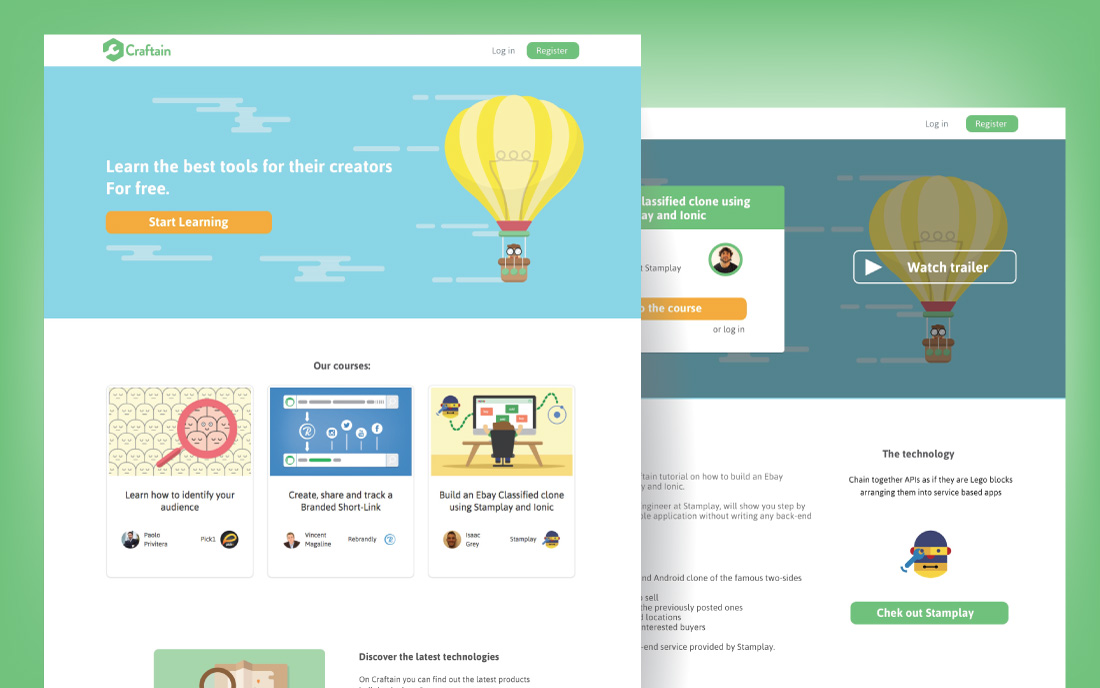 Craftain
Log in
Register
Learn the best tools for their creators
For free.
Start Learning
Our courses:
Learn how to identify your
audience
Paolo
Privitera
Pick1
Create, share and track a
Branded Short-Link
Vincent
Magaline
Rebrandly
Build an Ebay Classified clone
using Stamplay and Ionic
Isaac
Grey
Stamplay
Discover the latest technologies
On Craftain you can find out the latest products
Log in
Register
lassified clone using
ay and Ionic
t Stamplay
the course
or log in
Watch trailer
ftain tutorial on how to build an Ebay
y and Ionic.
engineer at Stamplay, will show you step by
le application without writing any back-end
nd Android clone of the famous two-sides
sell
the previously posted ones
d locations
nterested buyers
-end service provided by Stamplay.
The technology
Chain together APIs as if they are Lego blocks
arranging them into service based apps
Chek out Stamplay